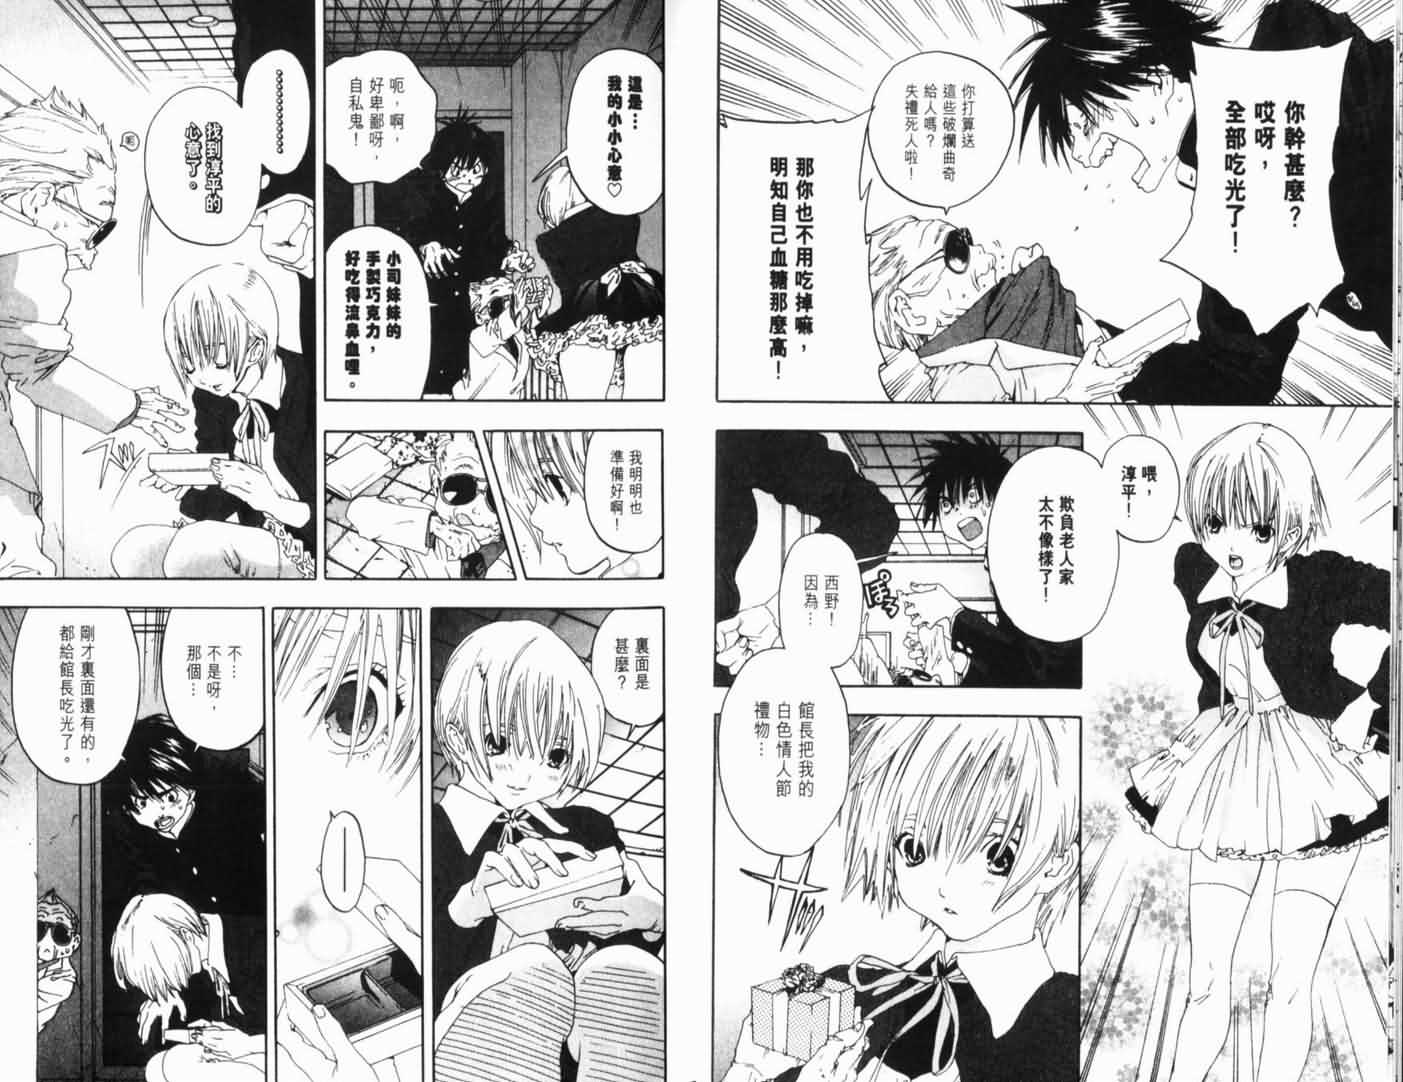 你幹甚麼？
哎呀，
全部吃光了！
你打算送
這些破爛曲奇
給人嗎？
失禮死人啦！
那你也不用吃掉嘛，
明知自己血糖那麼高！
喂，
淳平！
欺負老人家
太不像樣了！
西野！
因為…
ぽろ
館長把我的
白色情人節
禮物…
這是…
我的小小心意♡
呃，啊，
好卑鄙呀，
自私鬼！
小司妹妹的
手製巧克力，
好吃得流鼻血哩。
我明明也
準備好啊！
…………
找到淳平的
心意了。
裏面是
甚麼？
不…
不是呀，
那個…
剛才裏面還有的，
都給館長吃光了。